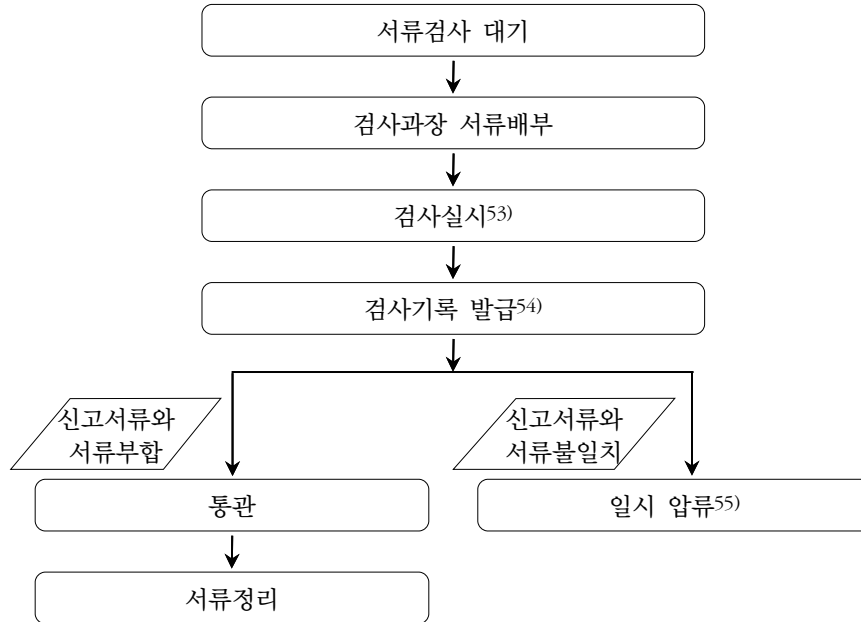 서류검사 대기
검사과장 서류배부
검사실시53)
검사기록 발급54)
신고서류와
서류부합
신고서류와
서류불일치
통관
일시 압류55)
서류정리